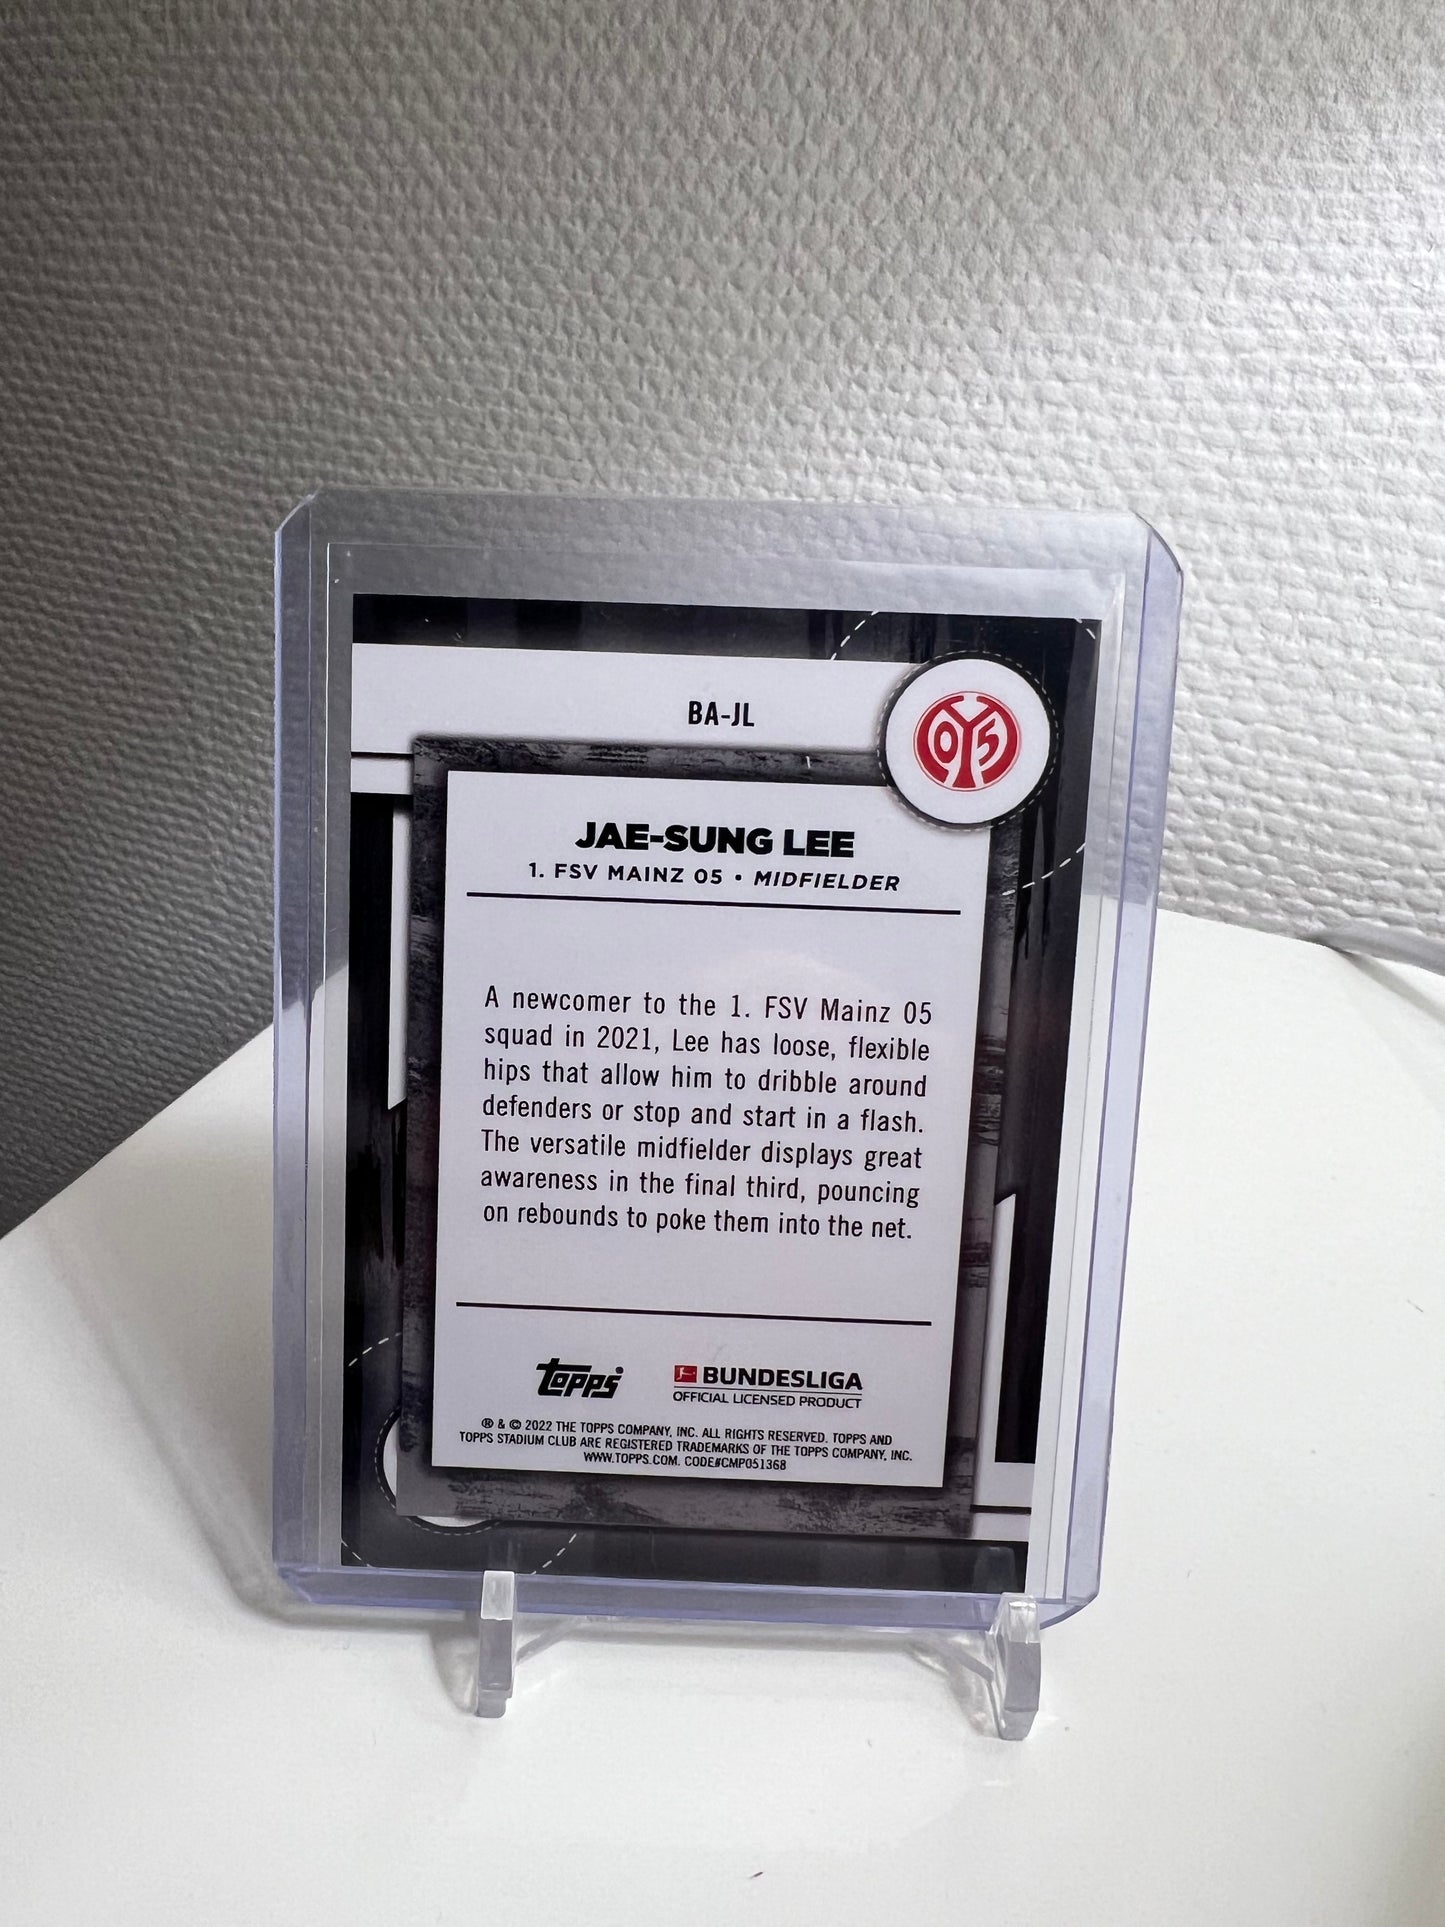 BA-JL
05
JAE-SUNG LEE
1. FSV MAINZ 05 • MIDFIELDER
A newcomer to the 1. FSV Mainz 05
squad in 2021, Lee has loose, flexible
hips that allow him to dribble around
defenders or stop and start in a flash.
The versatile midfielder displays great
awareness in the final third, pouncing
on rebounds to poke them into the net.
topps
BUNDESLIGA
OFFICIAL LICENSED PRODUCT
® & © 2022 THE TOPPS COMPANY, INC. ALL RIGHTS RESERVED. TOPPS AND
TOPPS STADIUM CLUB ARE REGISTERED TRADEMARKS OF THE TOPPS COMPANY, INC.
WWW.TOPPS.COM. CODE#CMP051368